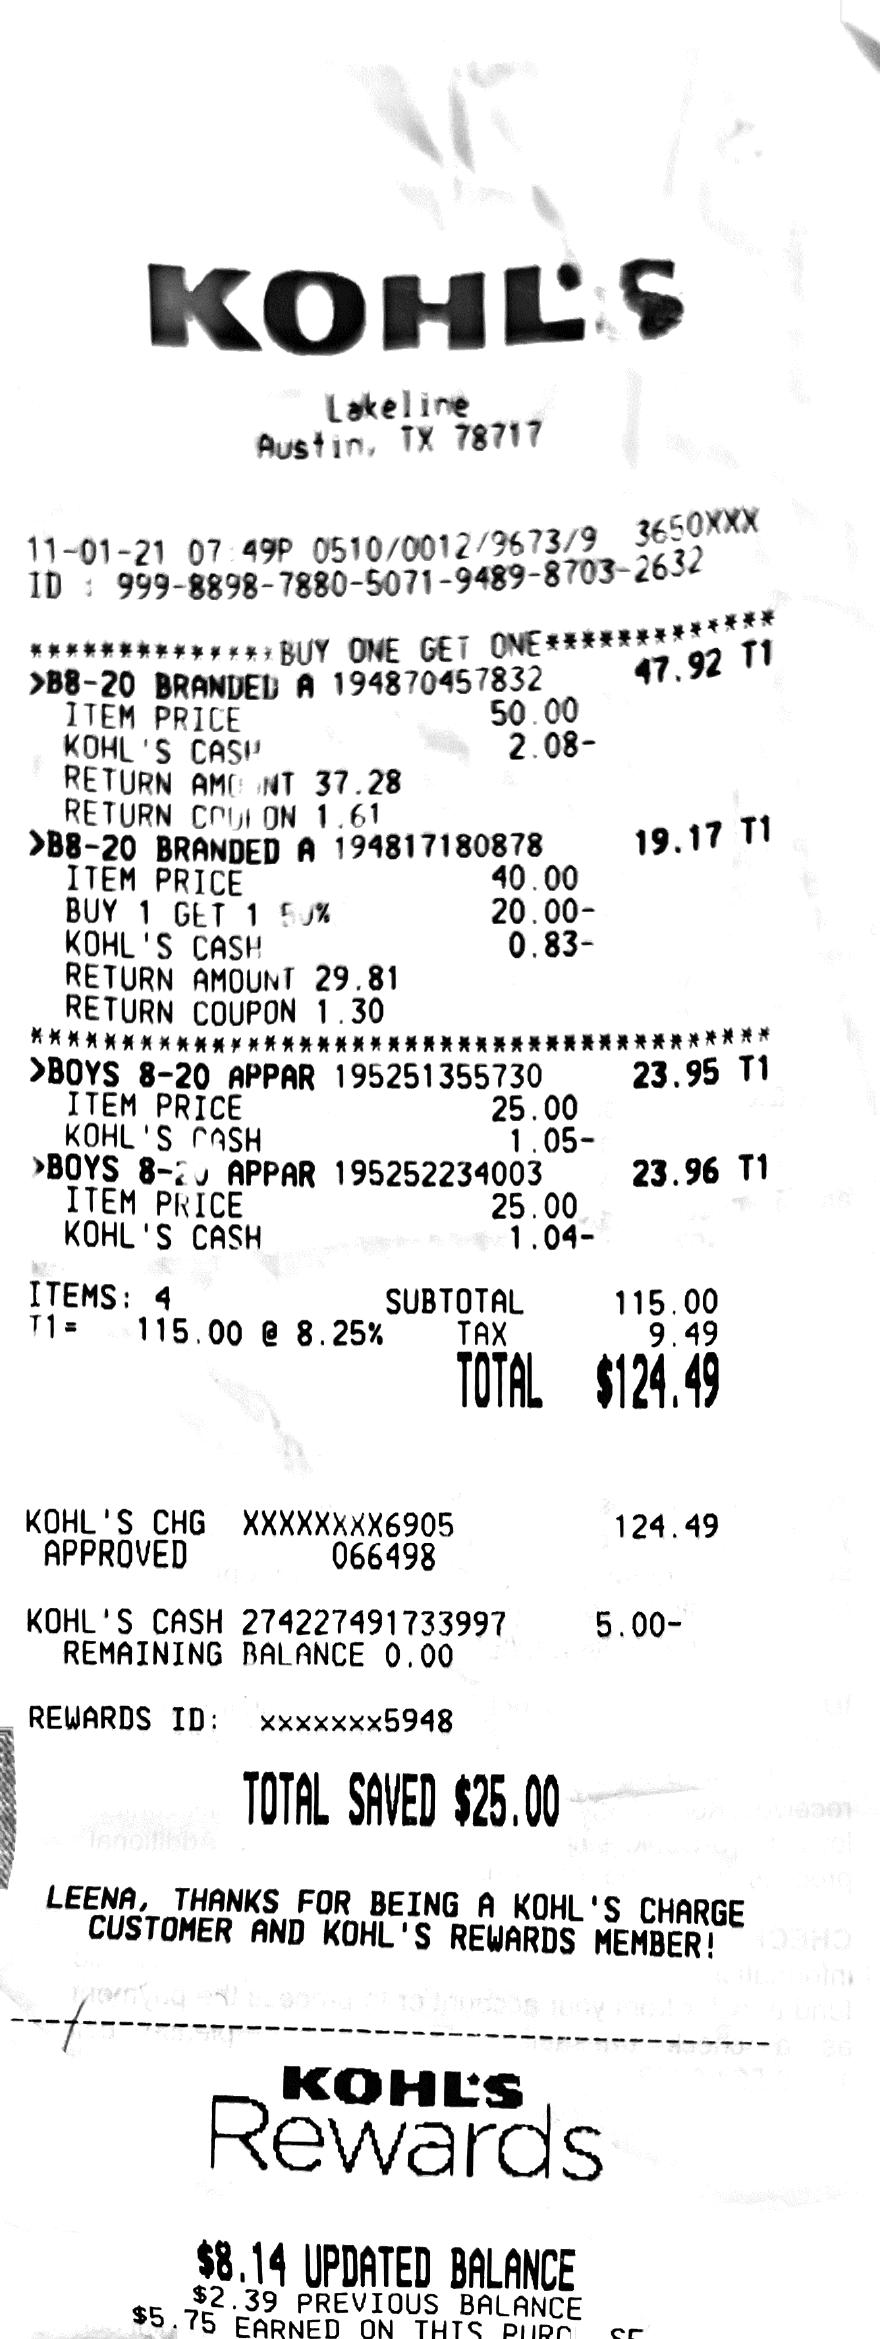 KOHL'S
Lakeline
Austin, TX 78717
11-01-21 07:49P 0510/0012/9673/9 3650XXX
ID : 999-8898-7880-5071-9489-8703-2632
*************BUY ONE GET ONE*************
>B8-20 BRANDED A 194870457832 47.92 T1
ITEM PRICE 50.00
KOHL'S CASH 2.08-
RETURN AMOUNT 37.28
RETURN COUPON 1.61
>B8-20 BRANDED A 194817180878 19.17 T1
ITEM PRICE 40.00
BUY 1 GET 1 50% 20.00-
KOHL'S CASH 0.83-
RETURN AMOUNT 29.81
RETURN COUPON 1.30
*****************************************
>BOYS 8-20 APPAR 195251355730 23.95 T1
ITEM PRICE 25.00
KOHL'S CASH 1.05-
>BOYS 8-20 APPAR 195252234003 23.96 T1
ITEM PRICE 25.00
KOHL'S CASH 1.04-
ITEMS: 4 SUBTOTAL 115.00
T1= 115.00 @ 8.25% TAX 9.49
TOTAL $124.49
KOHL'S CHG XXXXXXXX6905 124.49
APPROVED 066498
KOHL'S CASH 274227491733997 5.00-
REMAINING BALANCE 0.00
REWARDS ID: xxxxxxx5948
TOTAL SAVED $25.00
LEENA, THANKS FOR BEING A KOHL'S CHARGE
CUSTOMER AND KOHL'S REWARDS MEMBER!
KOHL'S
Rewards
$8.14 UPDATED BALANCE
$2.39 PREVIOUS BALANCE
$5.75 EARNED ON THIS